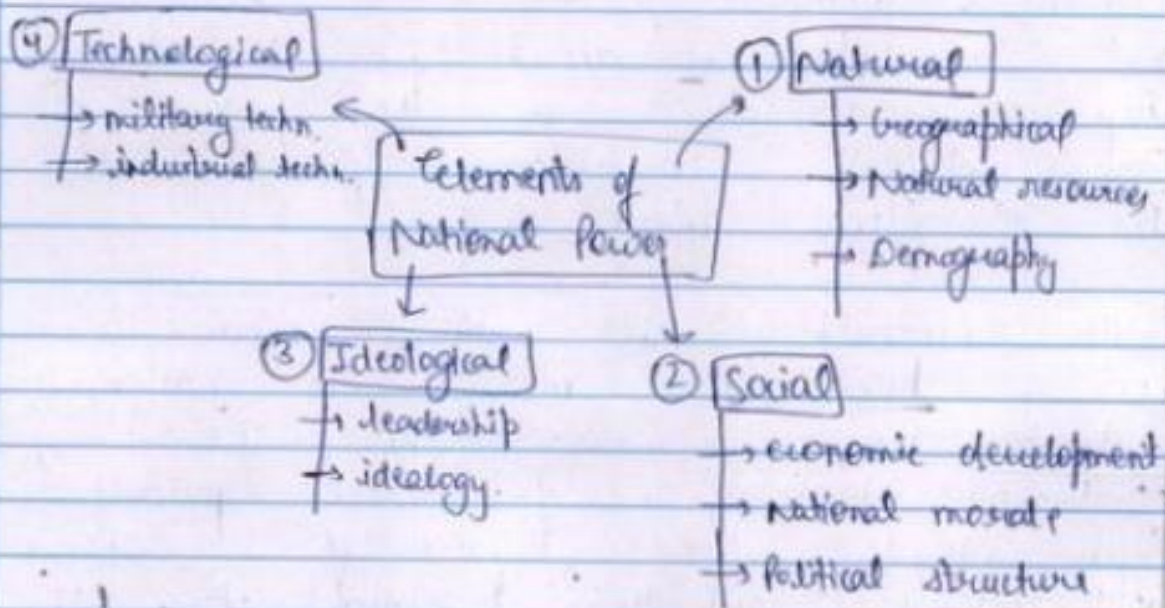 Elements of
National Power
① Natural
→ Geographical
→ Natural resources
→ Demography
② Social
→ economic development
→ National morale
→ Political structure
③ Ideological
→ leadership
→ ideology.
④ Technological
→ military techn.
→ industrial techn.